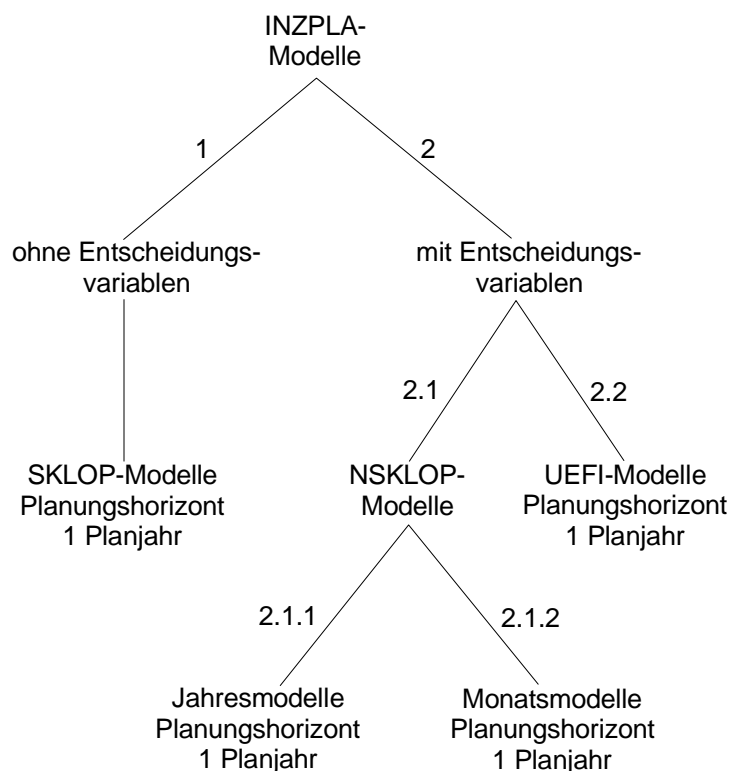 INZPLA-
Modelle
1
2
ohne Entscheidungs-
variablen
mit Entscheidungs-
variablen
2.1
2.2
SKLOP-Modelle
Planungshorizont
1 Planjahr
NSKLOP-
Modelle
UEFI-Modelle
Planungshorizont
1 Planjahr
2.1.1
2.1.2
Jahresmodelle
Planungshorizont
1 Planjahr
Monatsmodelle
Planungshorizont
1 Planjahr